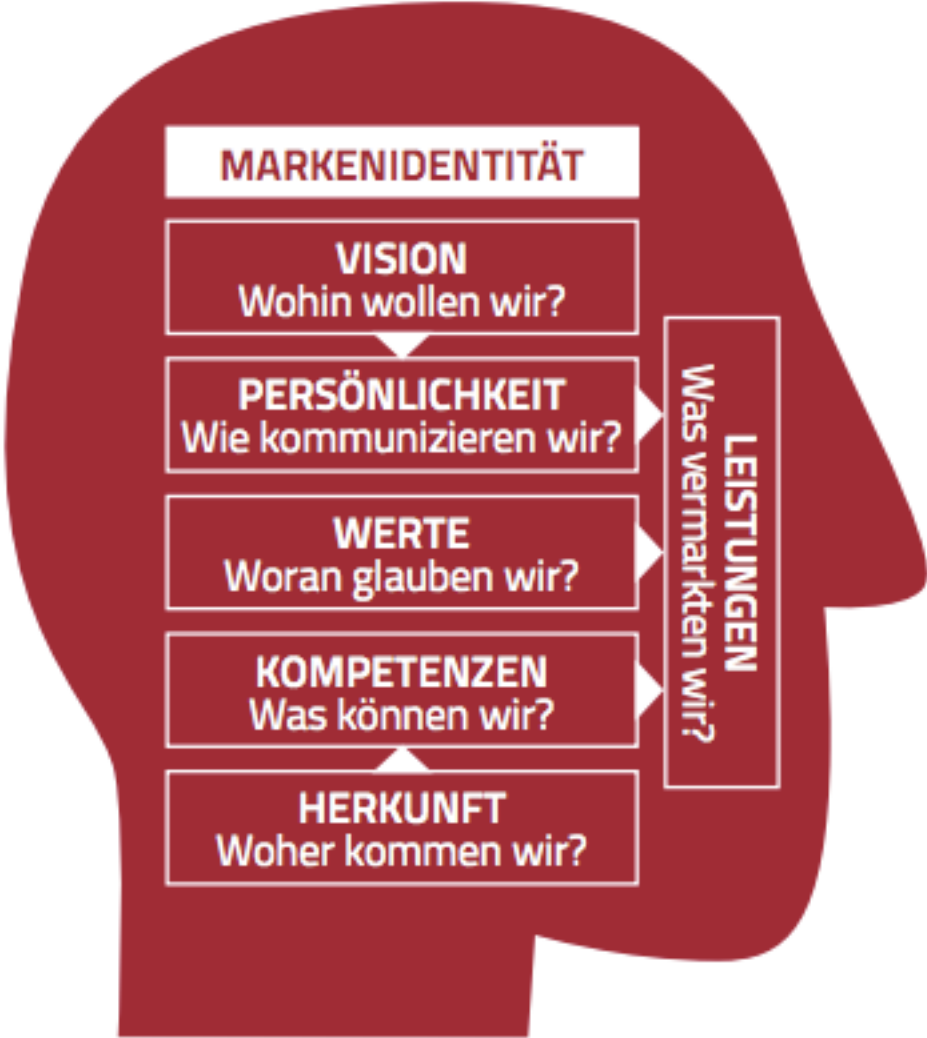 MARKENIDENTITÄT
VISION
Wohin wollen wir?
PERSÖNLICHKEIT
Wie kommunizieren wir?
WERTE
Woran glauben wir?
KOMPETENZEN
Was können wir?
HERKUNFT
Woher kommen wir?
LEISTUNGEN
Was vermarkten wir?